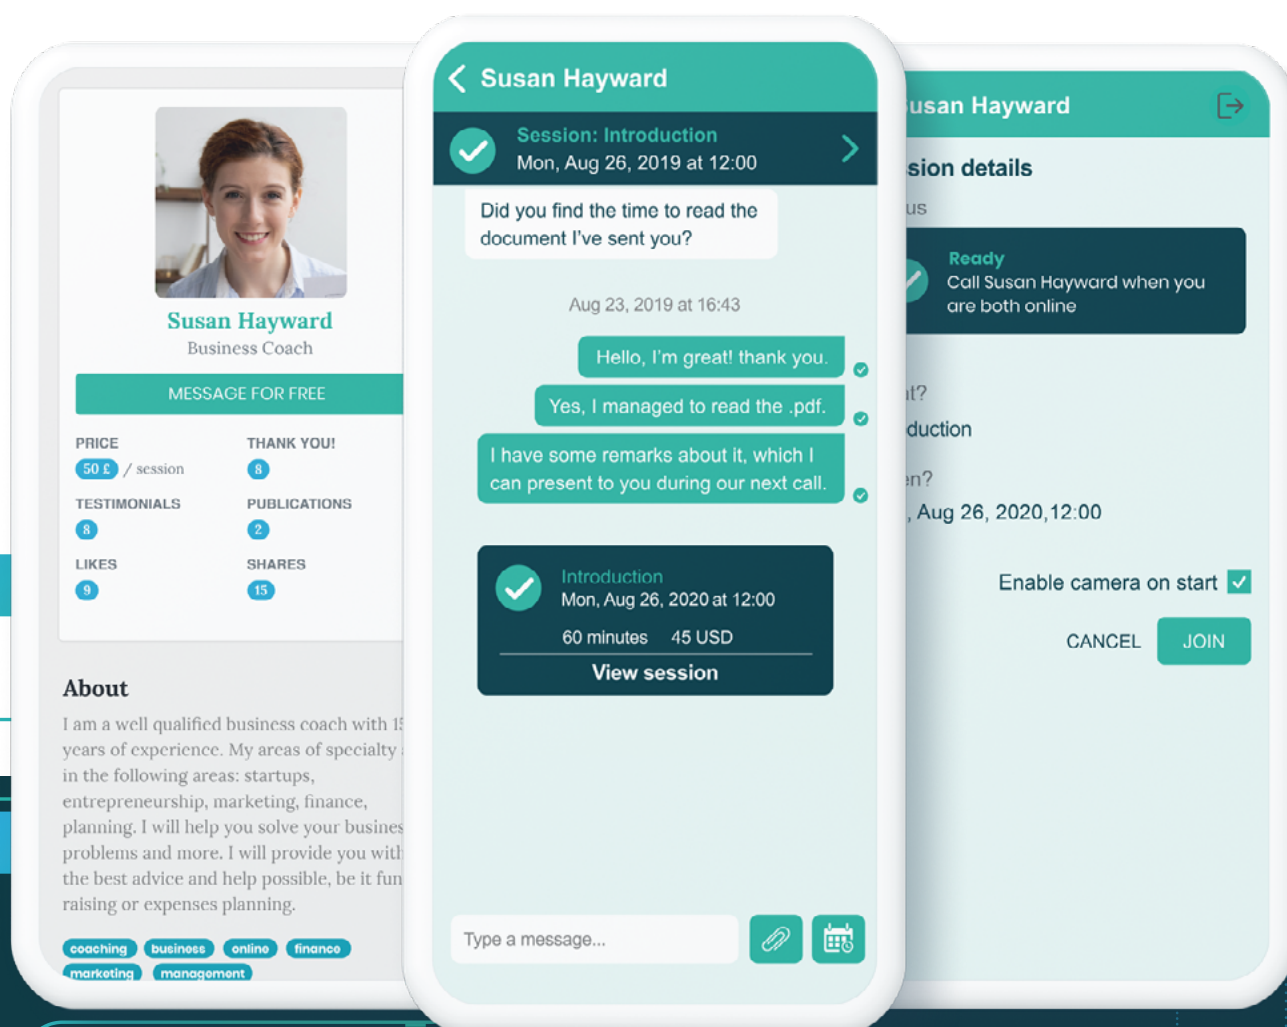 Susan Hayward
Business Coach
MESSAGE FOR FREE
PRICE
50 £ / session
THANK YOU!
8
TESTIMONIALS
8
PUBLICATIONS
2
LIKES
9
SHARES
15
About
I am a well qualified business coach with 15
years of experience. My areas of specialty
in the following areas: startups,
entrepreneurship, marketing, finance,
planning. I will help you solve your busines
problems and more. I will provide you with
the best advice and help possible, be it fun
raising or expenses planning.
coaching business online finance
marketing management
Susan Hayward
Session: Introduction
Mon, Aug 26, 2019 at 12:00
Did you find the time to read the
document I've sent you?
Aug 23, 2019 at 16:43
Hello, I'm great! thank you.
Yes, I managed to read the .pdf.
I have some remarks about it, which I
can present to you during our next call.
Introduction
Mon, Aug 26, 2020 at 12:00
60 minutes 45 USD
View session
Type a message...
usan Hayward
sion details
us
Ready
Call Susan Hayward when you
are both online
at?
duction
en?
, Aug 26, 2020,12:00
Enable camera on start
CANCEL
JOIN